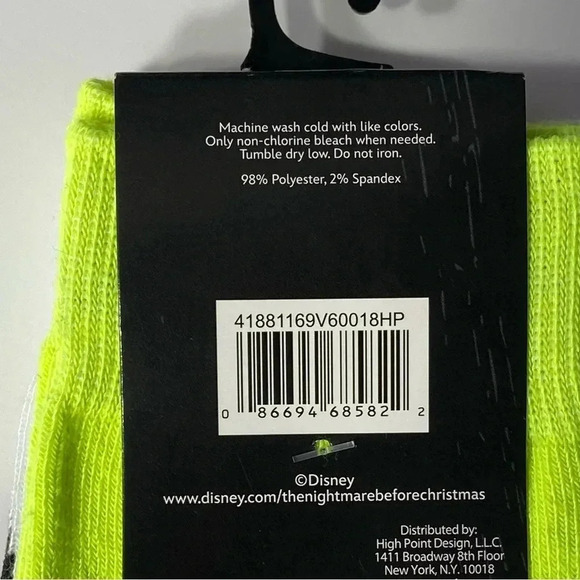 Machine wash cold with like colors.
Only non-chlorine bleach when needed.
Tumble dry low. Do not iron.
98% Polyester, 2% Spandex
41881169V60018HP
0 86694 68582 2
©Disney
www.disney.com/thenightmarebeforechristmas
Distributed by:
High Point Design, L.L.C.
1411 Broadway 8th Floor
New York, N.Y. 10018